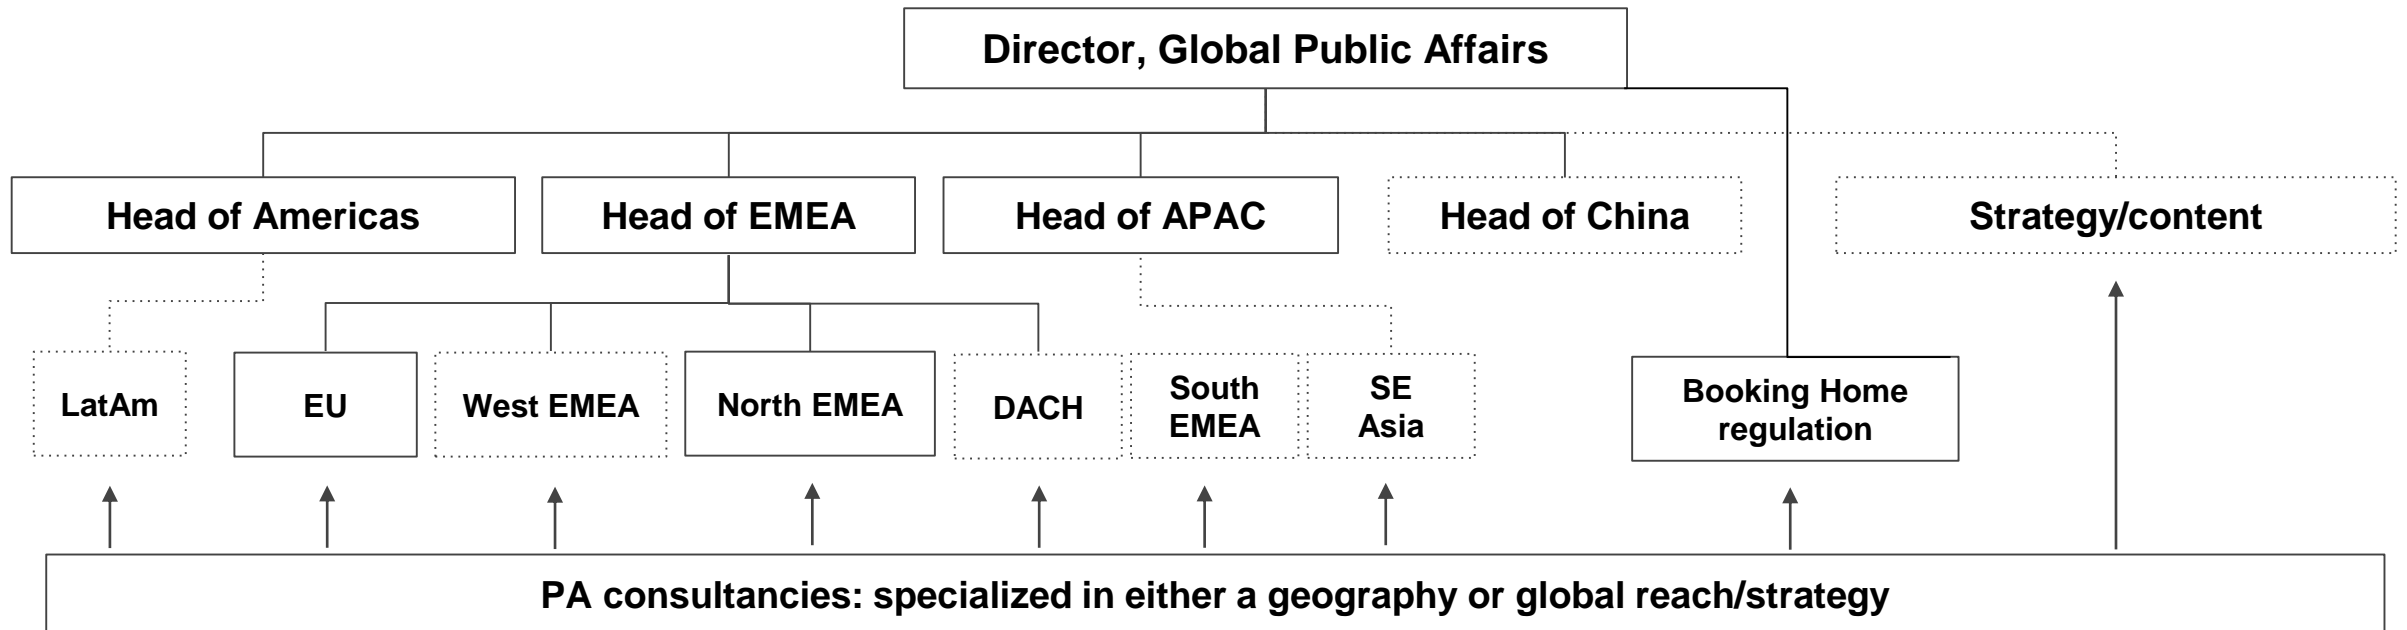 Director, Global Public Affairs
Head of Americas
Head of EMEA
Head of APAC
Head of China
Strategy/content
LatAm
EU
West EMEA
North EMEA
DACH
South
EMEA
SE
Asia
Booking Home
regulation
PA consultancies: specialized in either a geography or global reach/strategy